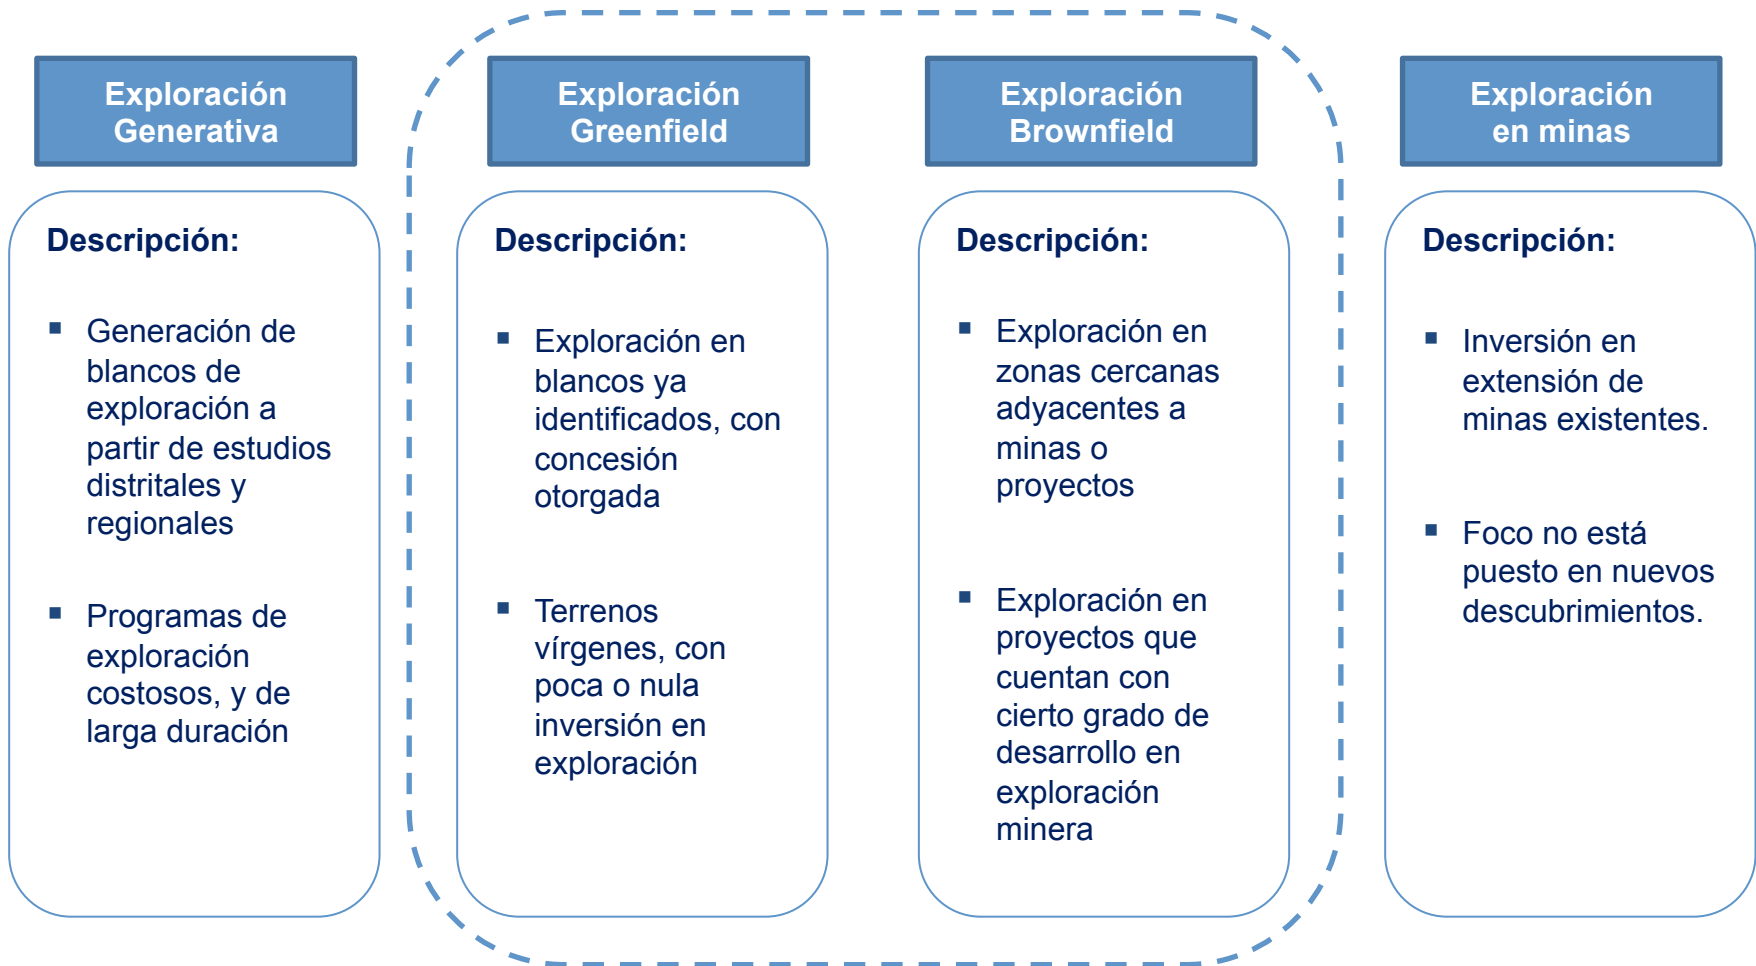 Exploración
Generativa
Descripción:
▪ Generación de
blancos de
exploración a
partir de estudios
distritales y
regionales
▪ Programas de
exploración
costosos, y de
larga duración
Exploración
Greenfield
Descripción:
▪ Exploración en
blancos ya
identificados, con
concesión
otorgada
▪ Terrenos
vírgenes, con
poca o nula
inversión en
exploración
Exploración
Brownfield
Descripción:
▪ Exploración en
zonas cercanas
adyacentes a
minas o
proyectos
▪ Exploración en
proyectos que
cuentan con
cierto grado de
desarrollo en
exploración
minera
Exploración
en minas
Descripción:
▪ Inversión en
extensión de
minas existentes.
▪ Foco no está
puesto en nuevos
descubrimientos.